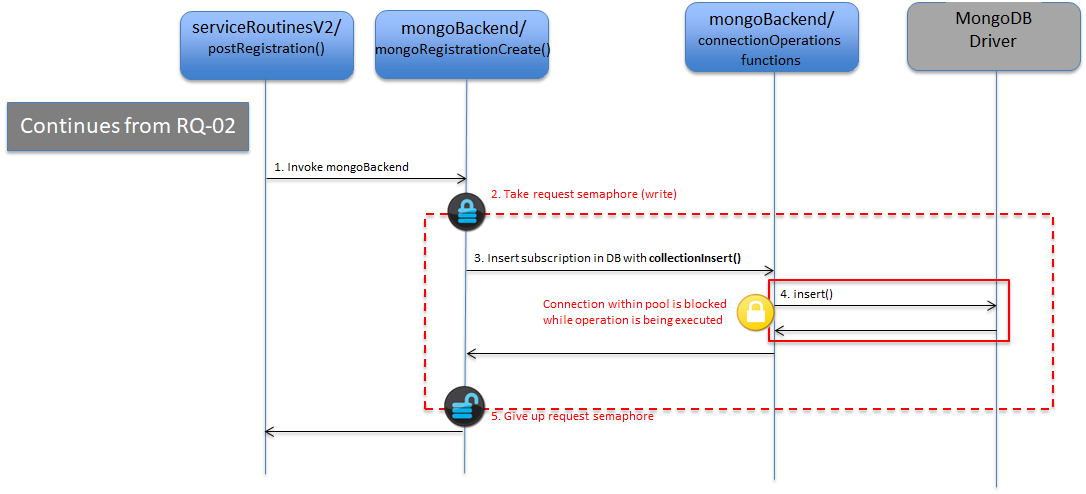 serviceRoutinesV2/
postRegistration()
mongoBackend/
mongoRegistrationCreate()
mongoBackend/
connectionOperations
functions
MongoDB
Driver
Continues from RQ-02
1. Invoke mongoBackend
2. Take request semaphore (write)
3. Insert subscription in DB with collectionInsert()
4. insert()
Connection within pool is blocked
while operation is being executed
5. Give up request semaphore